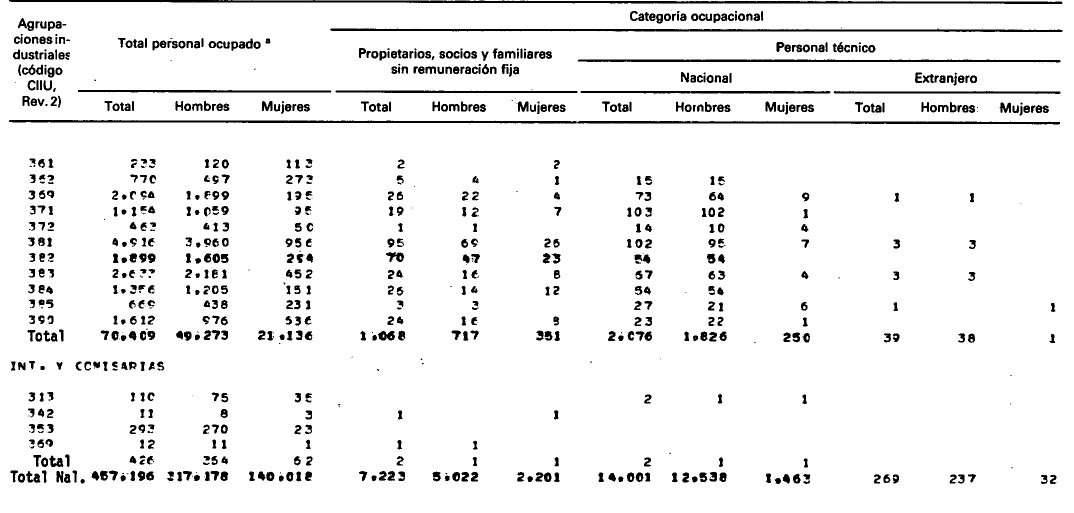 Categoría ocupacional
Agrupa-
ciones in-
dustriales
(código
CIIU,
Rev. 2)
Total personal ocupado a
Propietarios, socios y familiares
sin remuneración fija
Personal técnico
Nacional Extranjero
Total Hombres Mujeres Total Hombres Mujeres Total Hombres Mujeres Total Hombres Mujeres
361 233 120 113 2 2
362 770 497 273 5 4 1 15 15
369 2.094 1.899 195 26 22 4 73 64 9 1 1
371 1.154 1.059 95 19 12 7 103 102 1
372 463 413 50 1 1 14 10 4
381 4.916 3.960 956 95 69 26 102 95 7 3 3
382 1.899 1.605 294 70 47 23 54 54
383 2.633 2.181 452 24 16 8 67 63 4 3 3
384 1.356 1.205 151 26 14 12 54 54
385 669 438 231 3 3 27 21 6 1 1
390 1.612 976 636 24 16 8 23 22 1
Total 70.409 49.273 21.136 1.068 717 351 2.076 1.826 250 39 38 1
INT. Y COMISARIAS
313 110 75 35 2 1 1
342 11 8 3 1 1
353 293 270 23
369 12 11 1 1 1
Total 426 364 62 2 1 1 2 1 1
Total Nal. 457.196 317.178 140.018 7.223 5.022 2.201 14.001 12.538 1.463 269 237 32